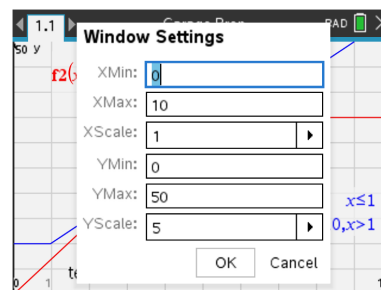 1.1
RAD
50 y
f2(
Window Settings
XMin: 0
XMax: 10
XScale: 1
YMin: 0
YMax: 50
YScale: 5
x≤1
0,x>1
OK Cancel
0 1